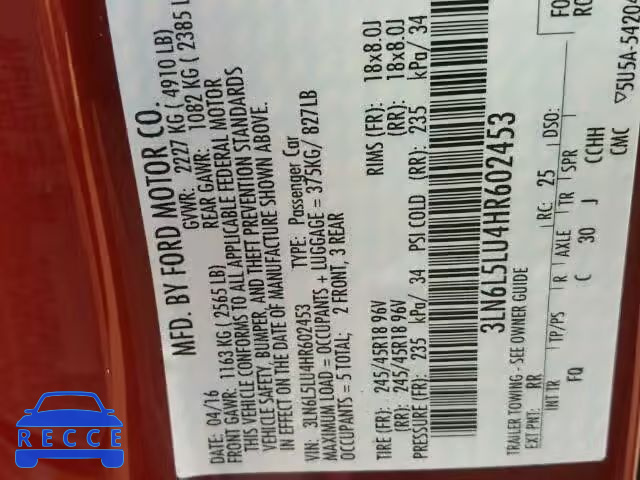 MFD. BY FORD MOTOR CO.
DATE: 04/16 GVWR: 2227 KG ( 4910 LB)
FRONT GAWR: 1163 KG ( 2565 LB) REAR GAWR: 1082 KG ( 2385 L
THIS VEHICLE CONFORMS TO ALL APPLICABLE FEDERAL MOTOR
VEHICLE SAFETY, BUMPER, AND THEFT PREVENTION STANDARDS
IN EFFECT ON THE DATE OF MANUFACTURE SHOWN ABOVE.
VIN: 3LN6L5LU4HR602453 TYPE: Passenger Car
MAXIMUM LOAD = OCCUPANTS + LUGGAGE = 375KG/ 827LB
OCCUPANTS = 5 TOTAL; 2 FRONT, 3 REAR
TIRE (FR): 245/45R18 96V RIMS (FR): 18x8.0J
(RR): 245/45R18 96V (RR): 18x8.0J
PRESSURE (FR): 235 kPa/ 34 PSI COLD (RR): 235 kPa/ 34
3LN6L5LU4HR602453
TRAILER TOWING - SEE OWNER GUIDE
EXT PNT: RR RC: 25 DSO: FO
RC
INT TR TP/PS R AXLE TR SPR
FQ C 30 J CCHH
CMC ▽5U5A-5420
RECCE